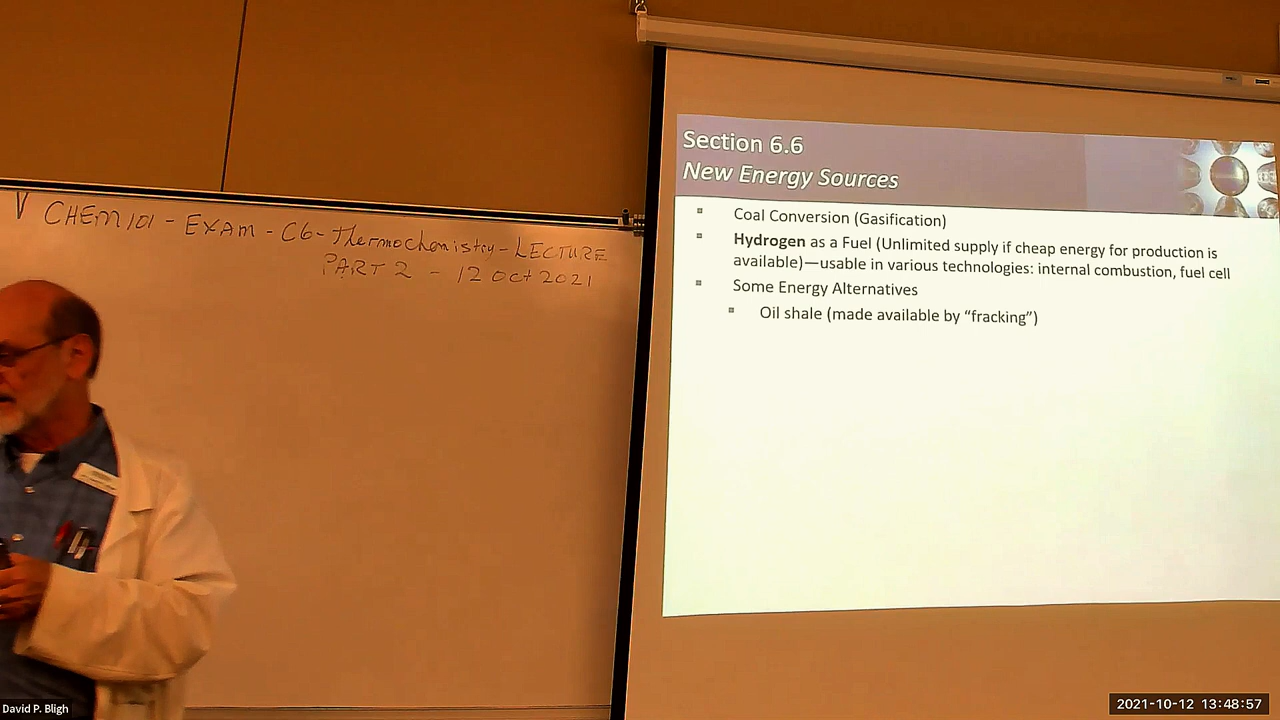 V CHEM 101 - EXAM - C6 - Thermochemistry - LECTURE
PART 2 - 12 Oct 2021
Section 6.6
New Energy Sources
Coal Conversion (Gasification)
Hydrogen as a Fuel (Unlimited supply if cheap energy for production is
available)—usable in various technologies: internal combustion, fuel cell
Some Energy Alternatives
Oil shale (made available by “fracking”)
David P. Bligh
2021-10-12 13:48:57